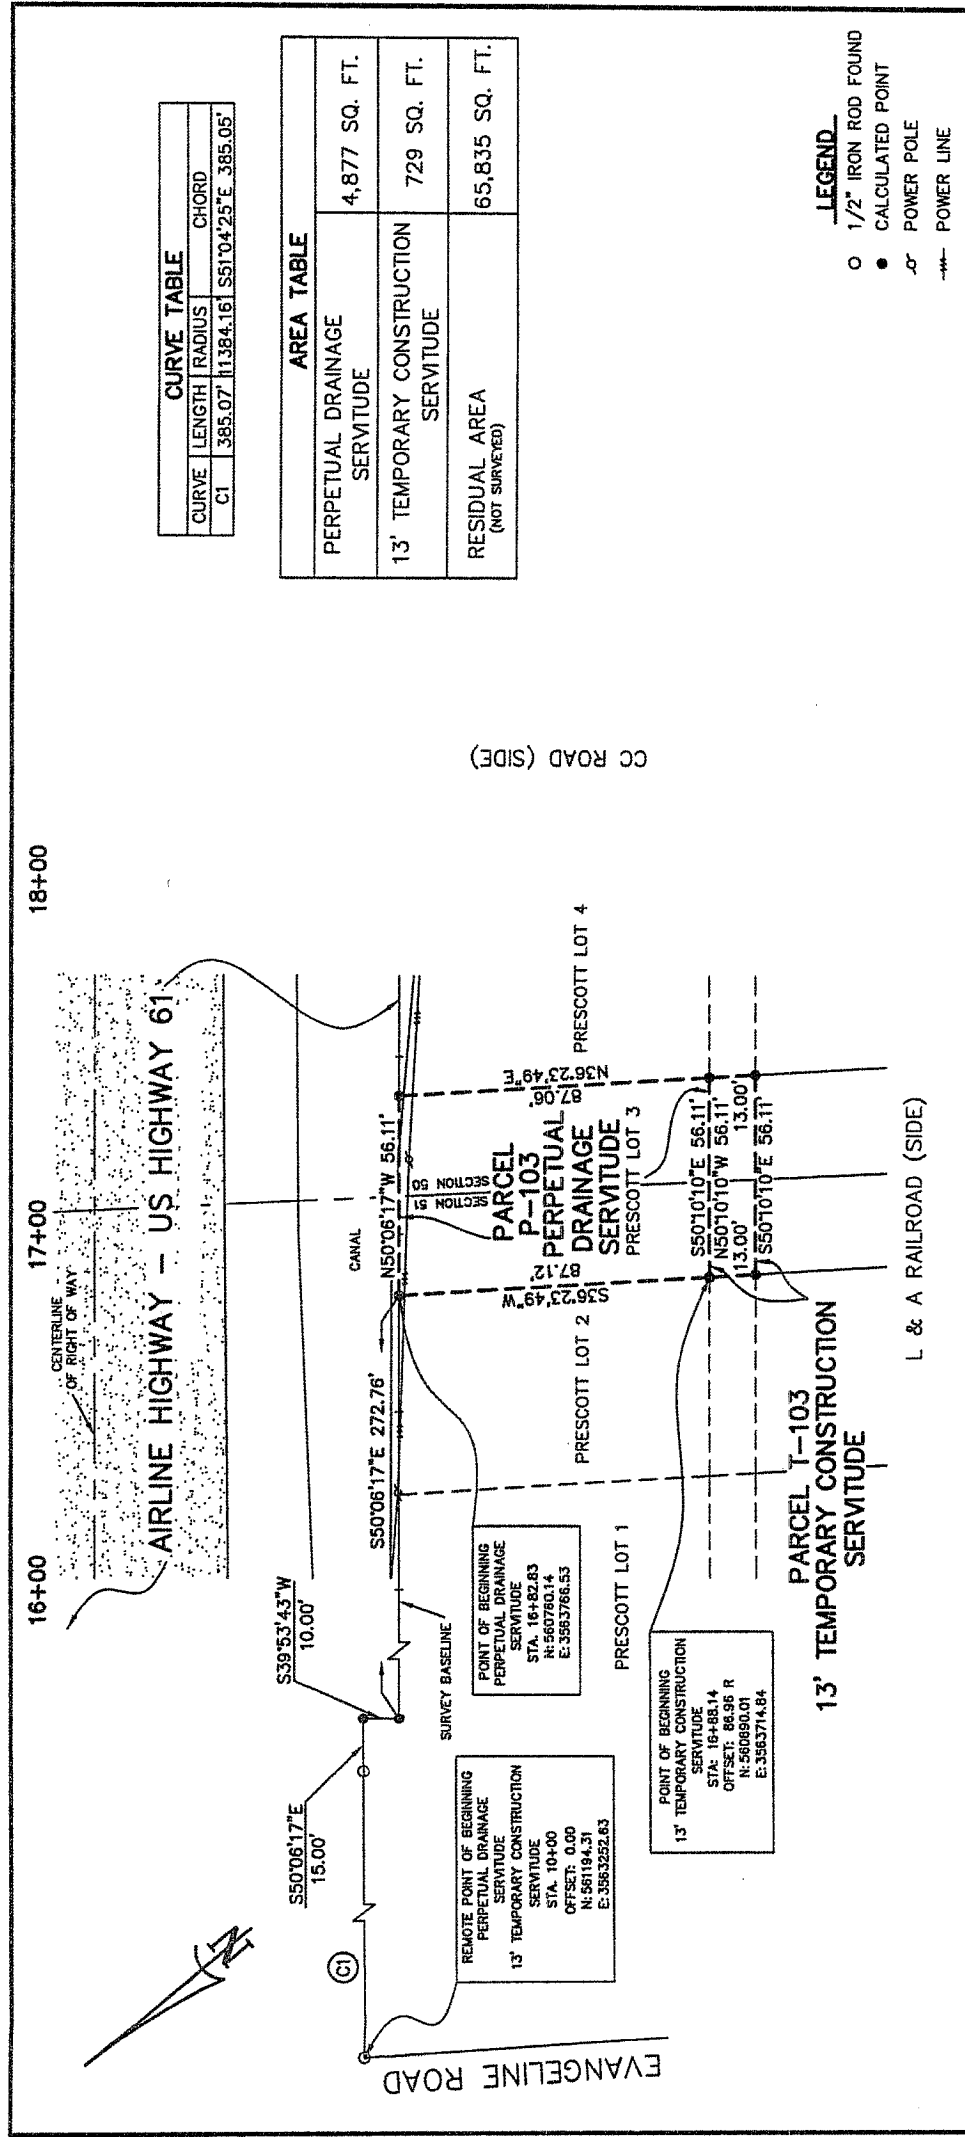 16+00
17+00
18+00
CENTERLINE
OF RIGHT OF WAY
AIRLINE HIGHWAY – US HIGHWAY 61
CURVE TABLE
CURVE LENGTH RADIUS CHORD
C1 385.07' 11384.16' S51°04'25"E 385.05'
AREA TABLE
PERPETUAL DRAINAGE
SERVITUDE
4,877 SQ. FT.
13' TEMPORARY CONSTRUCTION
SERVITUDE
729 SQ. FT.
RESIDUAL AREA
(NOT SURVEYED)
65,835 SQ. FT.
S50°06'17"E
15.00'
S39°53'43"W
10.00'
C1
CANAL
S50°06'17"E 272.76'
N50°06'17"W 56.11'
SECTION 51
SECTION 50
SURVEY BASELINE
REMOTE POINT OF BEGINNING
PERPETUAL DRAINAGE
SERVITUDE
13' TEMPORARY CONSTRUCTION
SERVITUDE
STA. 10+00
OFFSET: 0.00
N:561194.31
E:3563252.63
POINT OF BEGINNING
PERPETUAL DRAINAGE
SERVITUDE
STA. 16+82.83
N:560760.14
E:3563766.53
S36°23'49"W
87.12'
PARCEL
P-103
PERPETUAL
DRAINAGE
SERVITUDE
PRESCOTT LOT 3
N36°23'49"E
87.06'
PRESCOTT LOT 4
CC ROAD (SIDE)
PRESCOTT LOT 2
PRESCOTT LOT 1
POINT OF BEGINNING
13' TEMPORARY CONSTRUCTION
SERVITUDE
STA: 16+88.14
OFFSET: 86.96 R
N:560690.01
E:3563714.84
S50°10'10"E 56.11'
N50°10'10"W 56.11'
13.00'
13.00'
S50°10'10"E 56.11'
PARCEL T-103
13' TEMPORARY CONSTRUCTION
SERVITUDE
EVANGELINE ROAD
L & A RAILROAD (SIDE)
N
LEGEND
1/2" IRON ROD FOUND
CALCULATED POINT
POWER POLE
POWER LINE